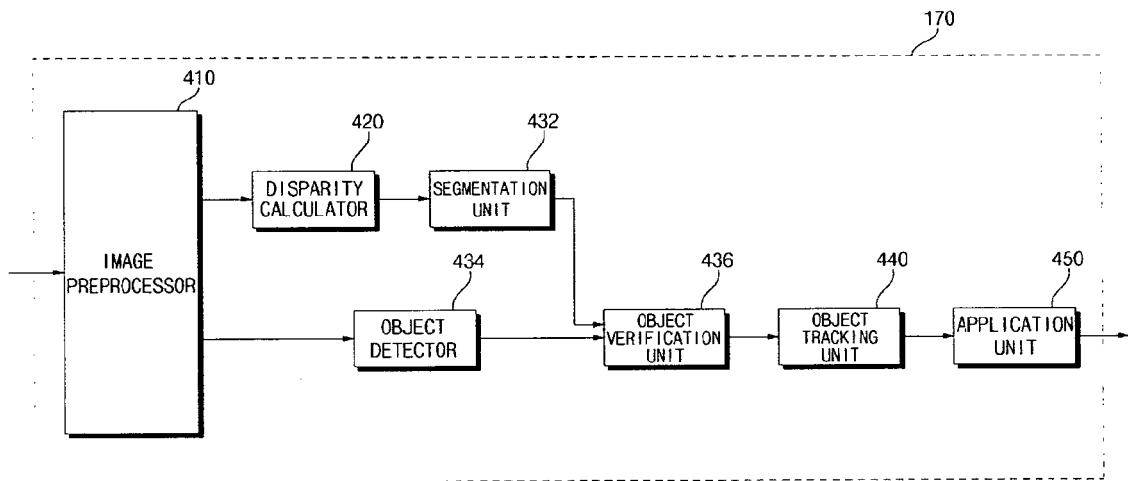 170
410
420
432
DISPARITY
CALCULATOR
SEGMENTATION
UNIT
IMAGE
PREPROCESSOR
434
436
440
450
OBJECT
DETECTOR
OBJECT
VERIFICATION
UNIT
OBJECT
TRACKING
UNIT
APPLICATION
UNIT